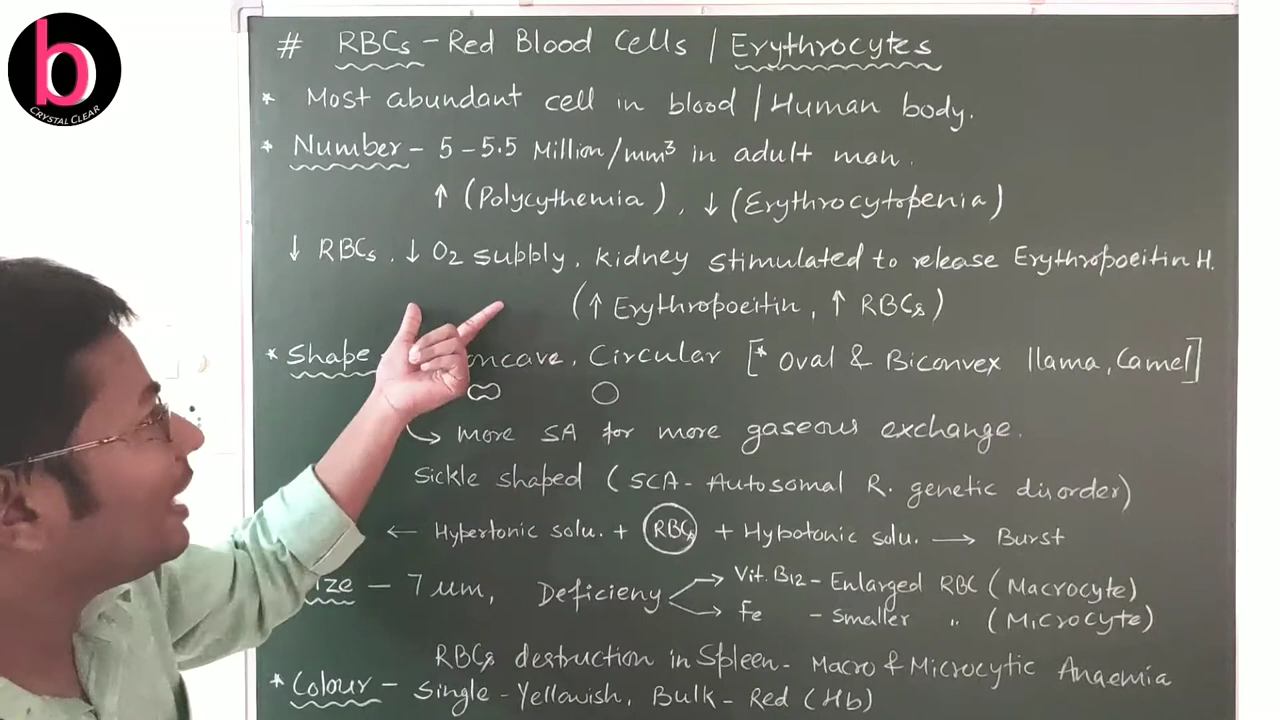 b
CRYSTAL CLEAR
# RBCs - Red Blood Cells / Erythrocytes
* Most abundant cell in blood / Human body.
* Number - 5 - 5.5 Million/mm³ in adult man.
↑ (Polycythemia), ↓ (Erythrocytopenia)
↓ RBCs, ↓ O2 supply, kidney stimulated to release Erythropoeitin H.
(↑ Erythropoeitin, ↑ RBCs)
* Shape - Circular [* Oval & Biconvex llama, Camel]
↳ More SA for more gaseous exchange.
Sickle shaped (SCA - Autosomal R. genetic disorder)
← Hypertonic solu. + RBCs + Hypotonic solu. → Burst
- 7 um, Deficieny → Vit. B12 - Enlarged RBC (Macrocyte)
→ Fe - Smaller " (Microcyte)
RBCs destruction in Spleen - Macro & Microcytic Anaemia
* Colour - Single - Yellowish, Bulk - Red (Hb)